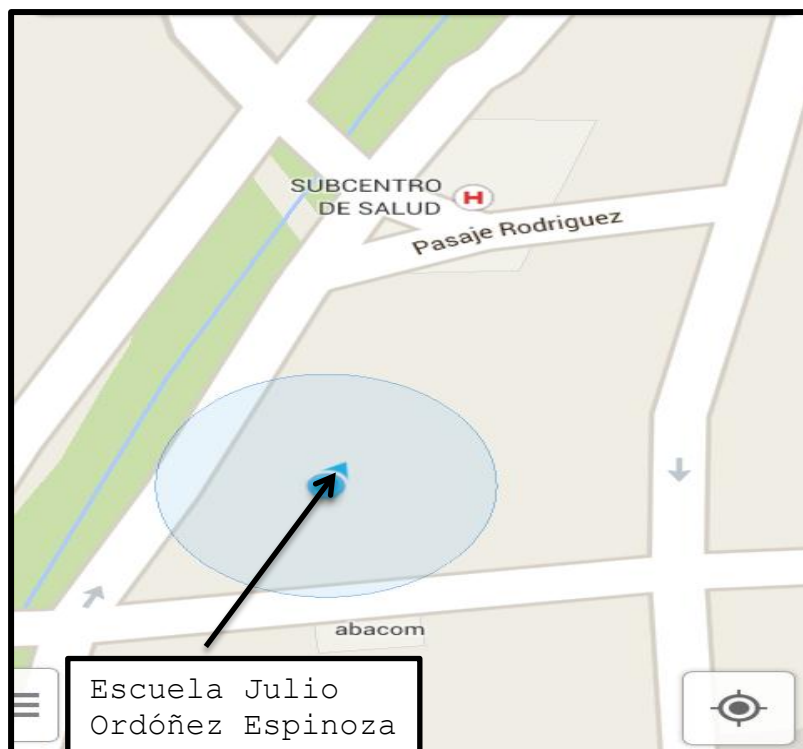 SUBCENTRO
DE SALUD
H
Pasaje Rodriguez
abacom
Escuela Julio
Ordóñez Espinoza